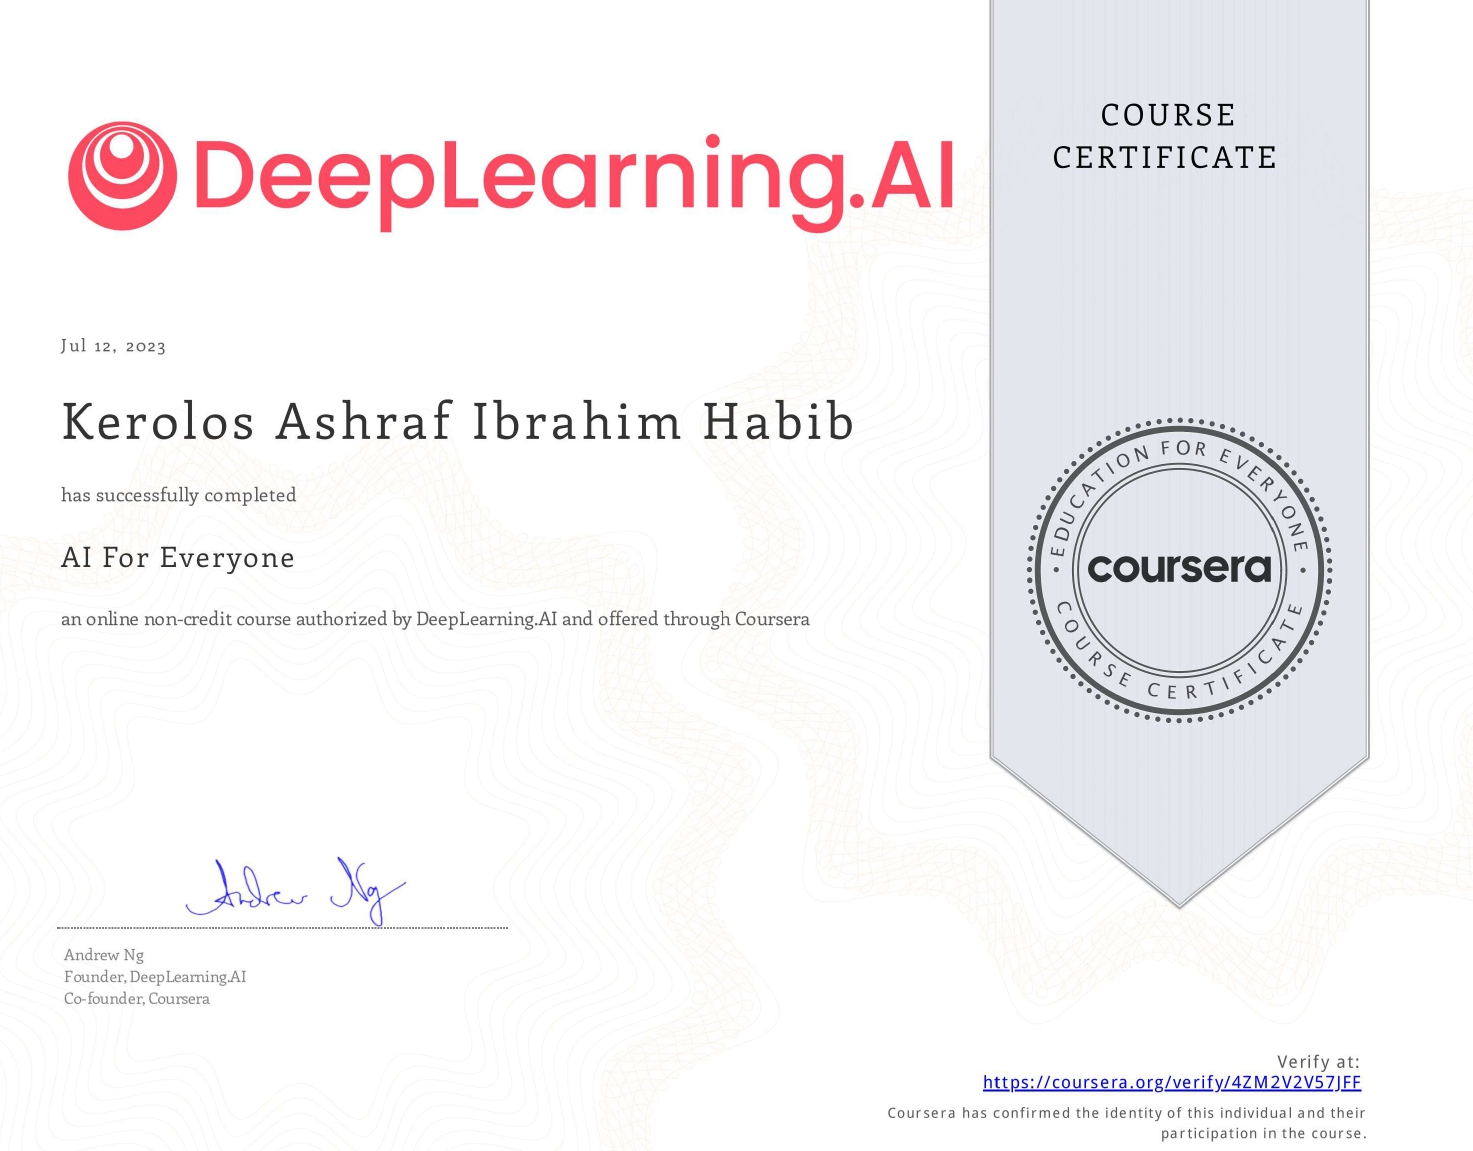 DeepLearning.AI
COURSE
CERTIFICATE
Jul 12, 2023
Kerolos Ashraf Ibrahim Habib
has successfully completed
AI For Everyone
an online non-credit course authorized by DeepLearning.AI and offered through Coursera
EDUCATION FOR EVERYONE
coursera
COURSE CERTIFICATE
Andrew Ng
Andrew Ng
Founder, DeepLearning.AI
Co-founder, Coursera
Verify at:
https://coursera.org/verify/4ZM2V2V57JFF
Coursera has confirmed the identity of this individual and their
participation in the course.